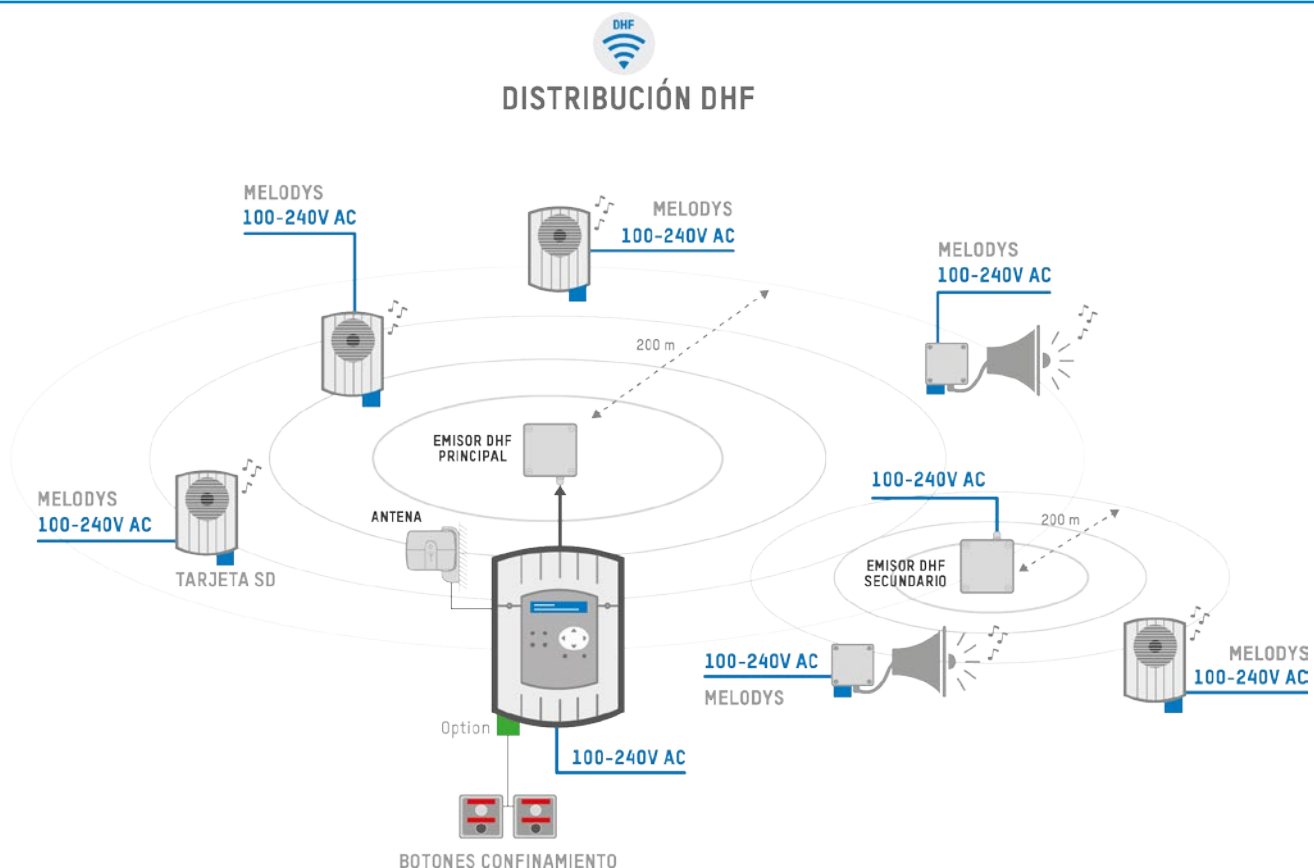 DHF
DISTRIBUCIÓN DHF
MELODYS
100-240V AC
MELODYS
100-240V AC
MELODYS
100-240V AC
200 m
EMISOR DHF
PRINCIPAL
MELODYS
100-240V AC
TARJETA SD
ANTENA
100-240V AC
200 m
EMISOR DHF
SECUNDARIO
100-240V AC
MELODYS
MELODYS
100-240V AC
Option
100-240V AC
BOTONES CONFINAMIENTO